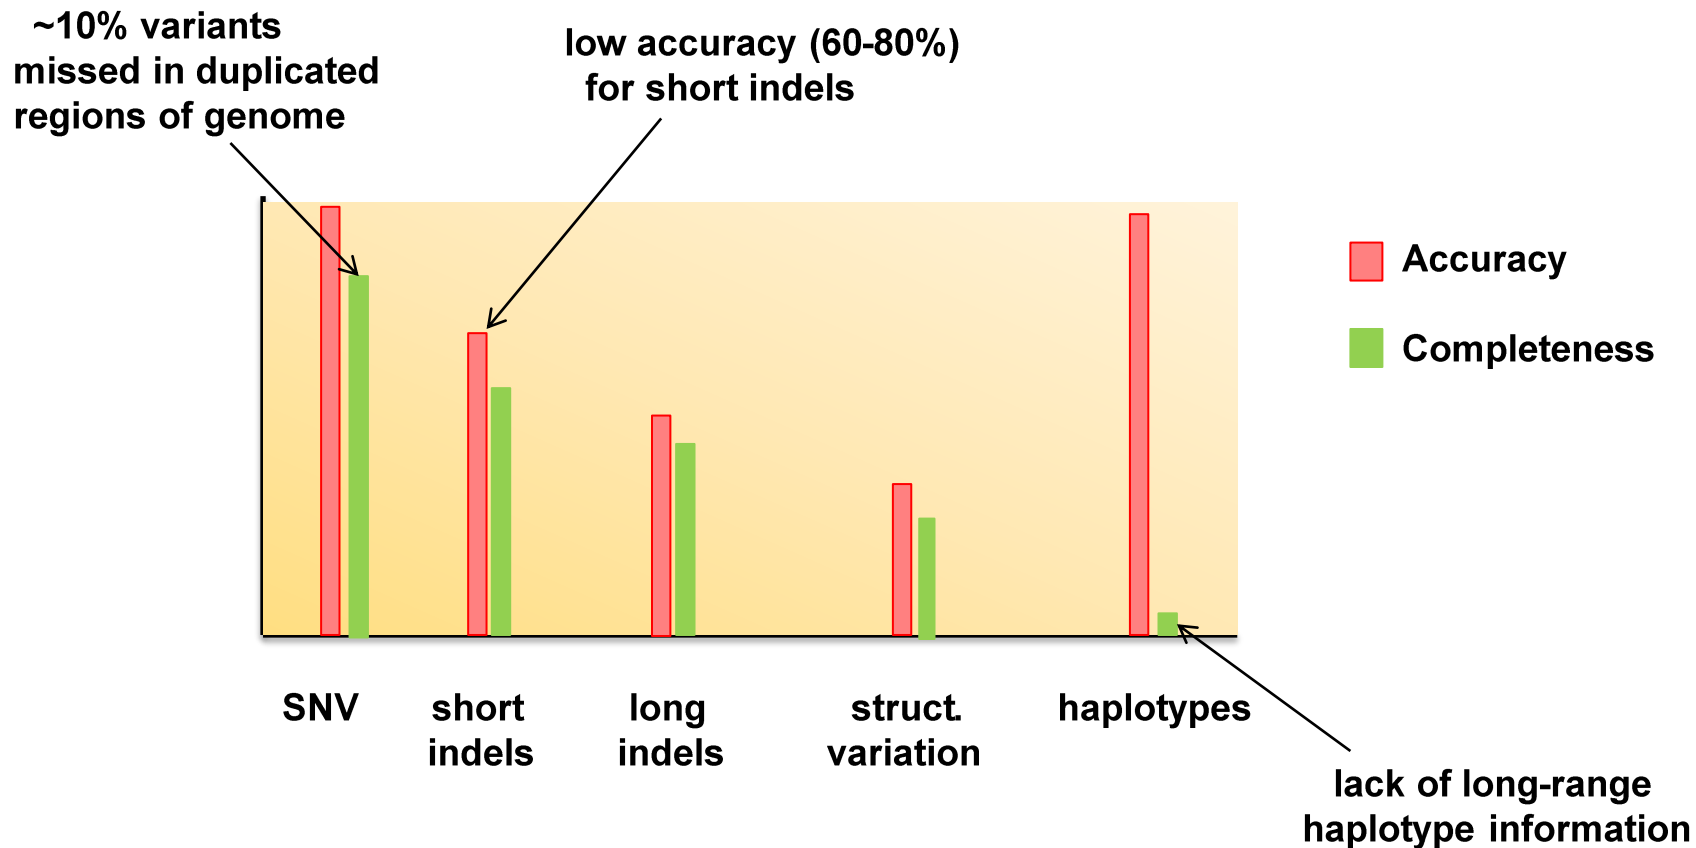 ~10% variants
missed in duplicated
regions of genome
low accuracy (60-80%)
for short indels
Accuracy
Completeness
SNV
short
indels
long
indels
struct.
variation
haplotypes
lack of long-range
haplotype information